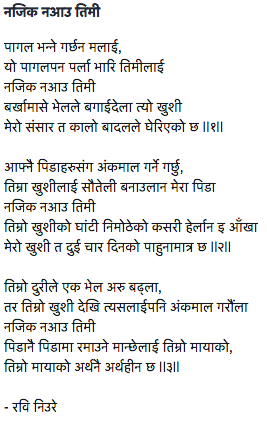 नजिक नआउ तिमी
पागल भन्ने गर्छन मलाई,
यो पागलपन पर्ला भारि तिमीलाई
नजिक नआउ तिमी
बर्खामासे भेलले बगाईदेला त्यो खुशी
मेरो संसार त कालो बादलले घेरिएको छ ॥१॥
आफ्नै पिडाहरुसंग अंकमाल गर्ने गर्छु,
तिम्रा खुशीलाई सौतेली बनाउलान मेरा पिडा
नजिक नआउ तिमी
तिम्रो खुशीको घांटी निमोठेको कसरी हेर्लान इ आँखा
मेरो खुशी त दुई चार दिनको पाहुनामात्र छ ॥२॥
तिम्रो दुरीले एक भेल अरु बढ्ला,
तर तिम्रो खुशी देखि त्यसलाईपनि अंकमाल गरौंला
नजिक नआउ तिमी
पिडानै पिडामा रमाउने मान्छेलाई तिम्रो मायाको,
तिम्रो मायाको अर्थनै अर्थहीन छ ॥३॥
- रवि निउरे